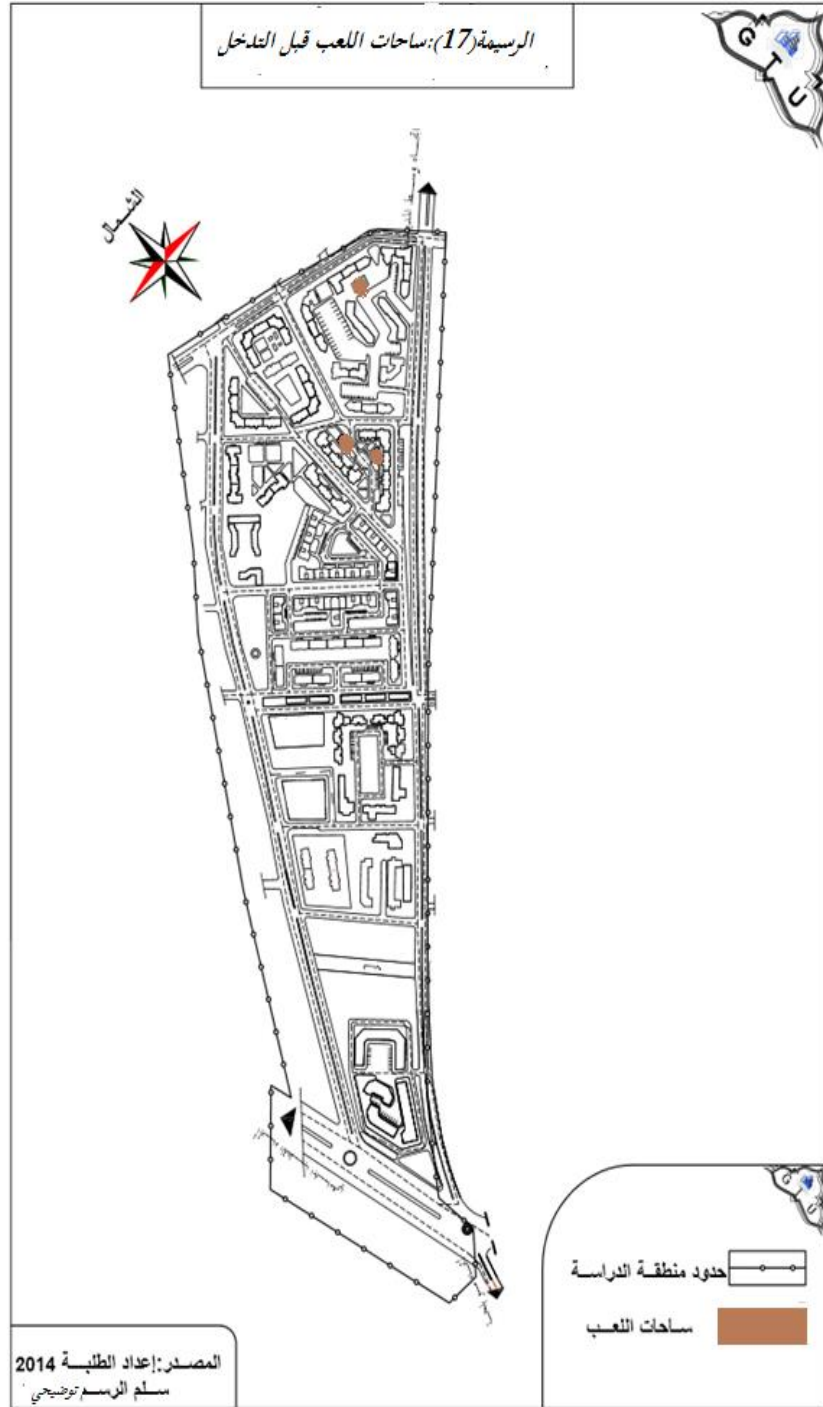 الرسيمة(17):ساحات اللعب قبل التدخل
G T U
الشمال
حدود منطقة الدراسة
ساحات اللعب
المصدر:إعداد الطلبة 2014
سلم الرسم توضيحي